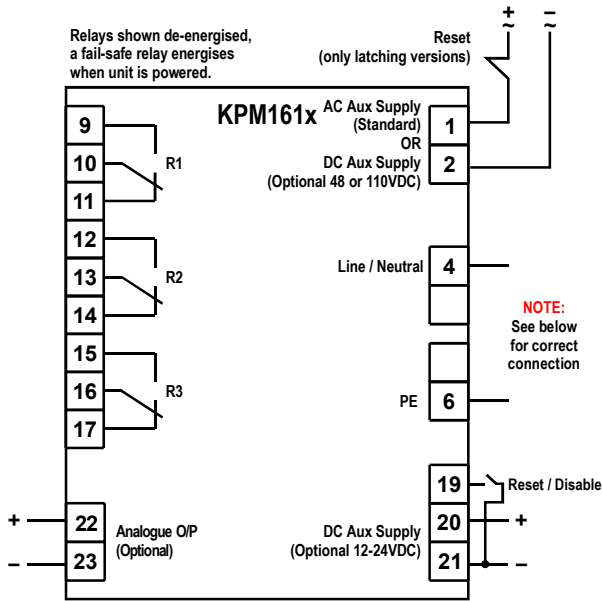 Relays shown de-energised,
a fail-safe relay energises
when unit is powered.
+ −
~ ~
Reset
(only latching versions)
KPM161x
AC Aux Supply
(Standard)
OR
DC Aux Supply
(Optional 48 or 110VDC)
1
2
9
10
11
R1
12
13
14
R2
15
16
17
R3
Line / Neutral
4
NOTE:
See below
for correct
connection
PE
6
19
Reset / Disable
20
+
21
−
DC Aux Supply
(Optional 12-24VDC)
+
22
−
23
Analogue O/P
(Optional)